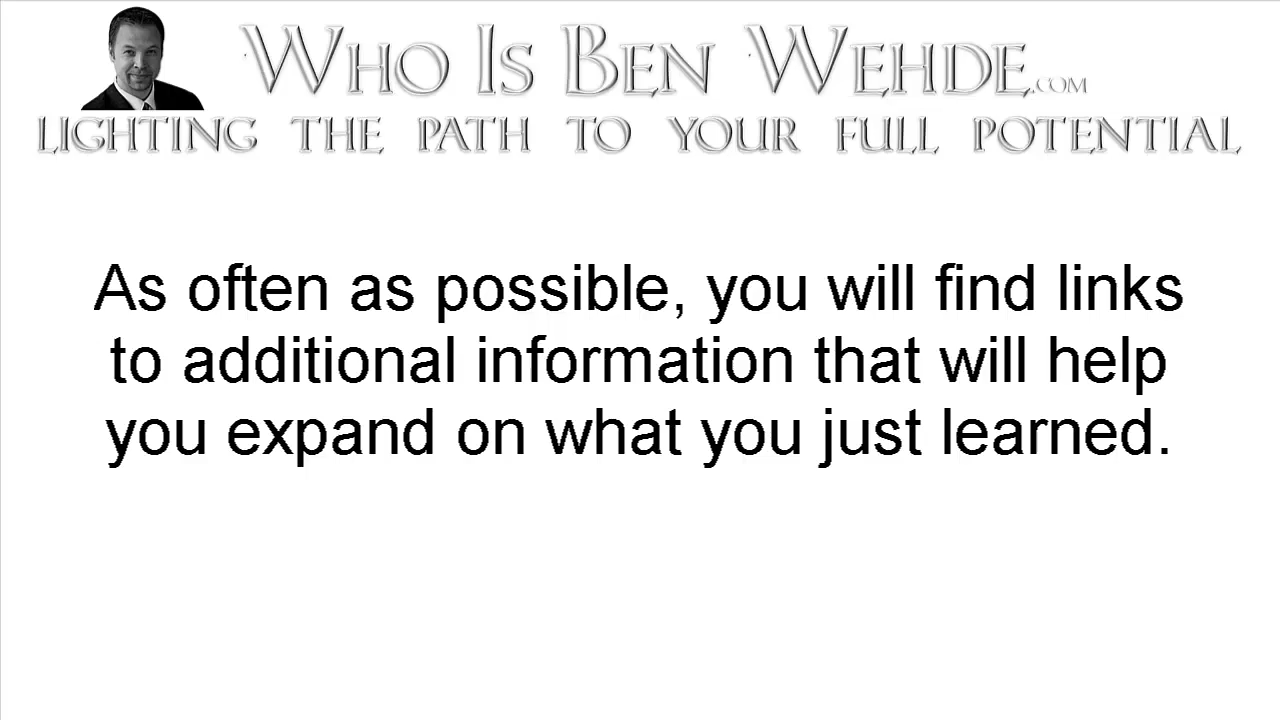 Who Is Ben Wehde.com
Lighting the Path to Your Full Potential
As often as possible, you will find links
to additional information that will help
you expand on what you just learned.